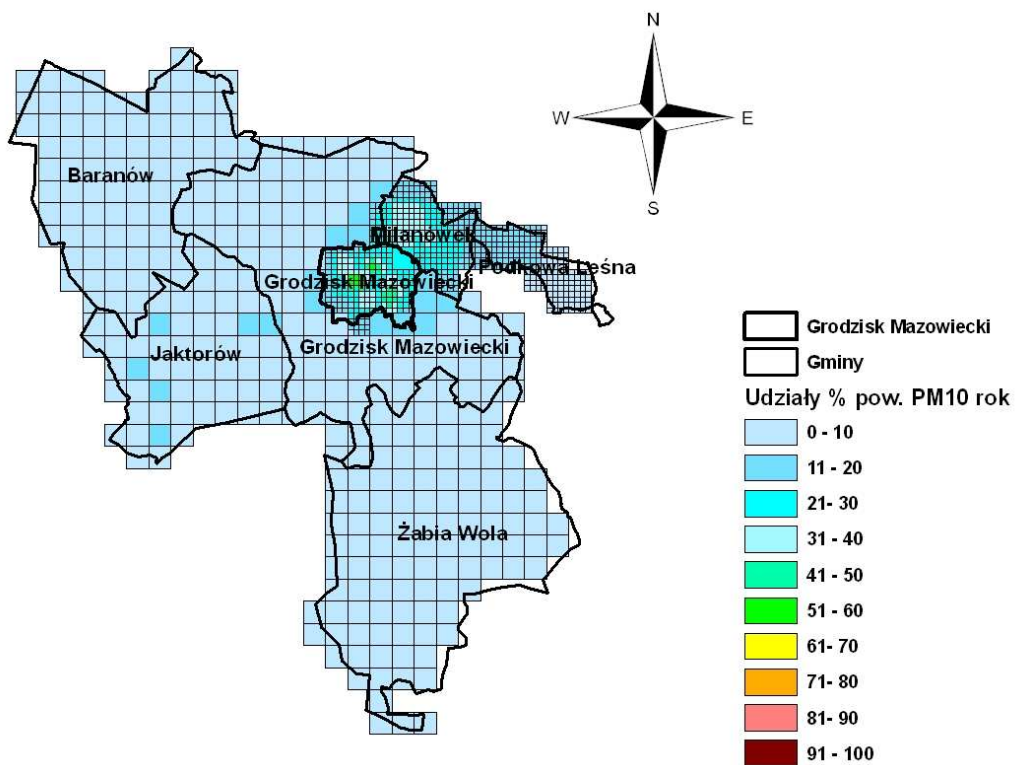 N
W E
S
Baranów
Milanówek
Podkowa Leśna
Grodzisk Mazowiecki
Grodzisk Mazowiecki
Jaktorów
Żabia Wola
Grodzisk Mazowiecki
Gminy
Udziały % pow. PM10 rok
0 - 10
11 - 20
21- 30
31 - 40
41 - 50
51 - 60
61- 70
71- 80
81- 90
91 - 100